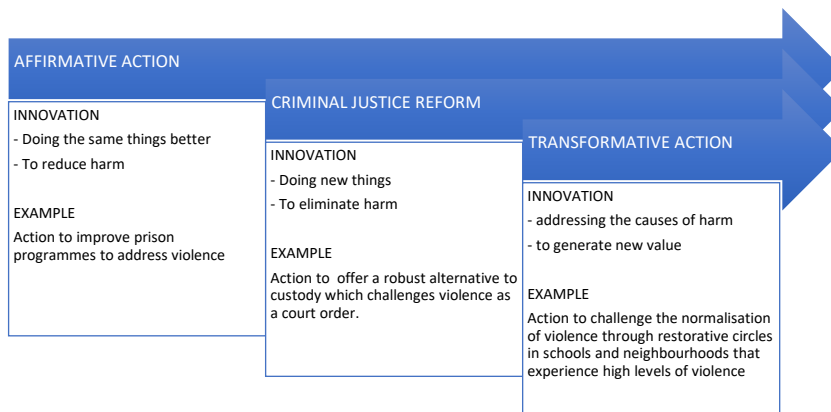 AFFIRMATIVE ACTION
INNOVATION
- Doing the same things better
- To reduce harm
EXAMPLE
Action to improve prison
programmes to address violence
CRIMINAL JUSTICE REFORM
INNOVATION
- Doing new things
- To eliminate harm
EXAMPLE
Action to  offer a robust alternative to
custody which challenges violence as
a court order.
TRANSFORMATIVE ACTION
INNOVATION
- addressing the causes of harm
- to generate new value
EXAMPLE
Action to challenge the normalisation
of violence through restorative circles
in schools and neighbourhoods that
experience high levels of violence